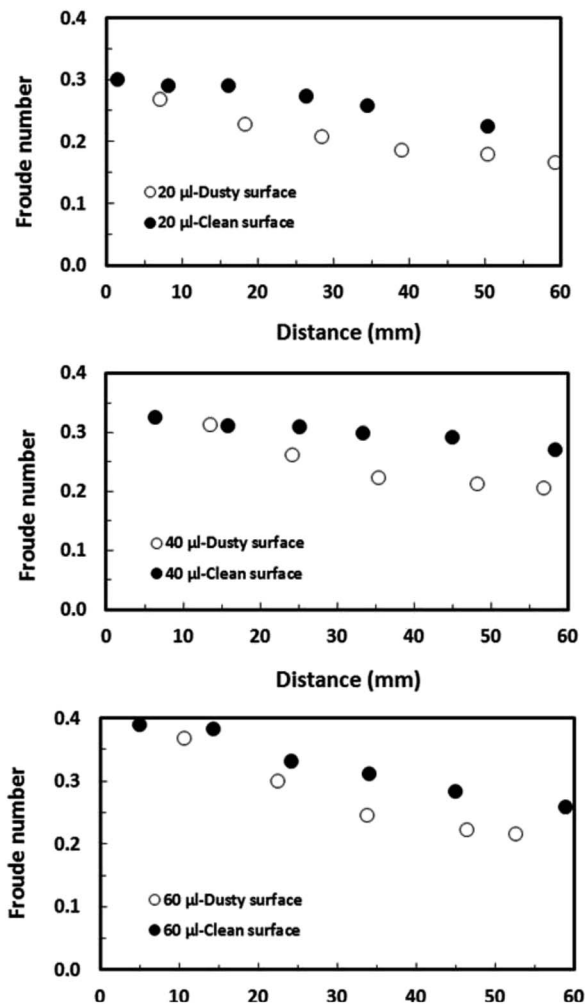 0.4
0.3
0.2
0.1
0.0
Froude number
20 µl-Dusty surface
20 µl-Clean surface
0 10 20 30 40 50 60
Distance (mm)
0.4
0.3
0.2
0.1
0.0
Froude number
40 µl-Dusty surface
40 µl-Clean surface
0 10 20 30 40 50 60
Distance (mm)
0.4
0.3
0.2
0.1
0.0
Froude number
60 µl-Dusty surface
60 µl-Clean surface
0 10 20 30 40 50 60